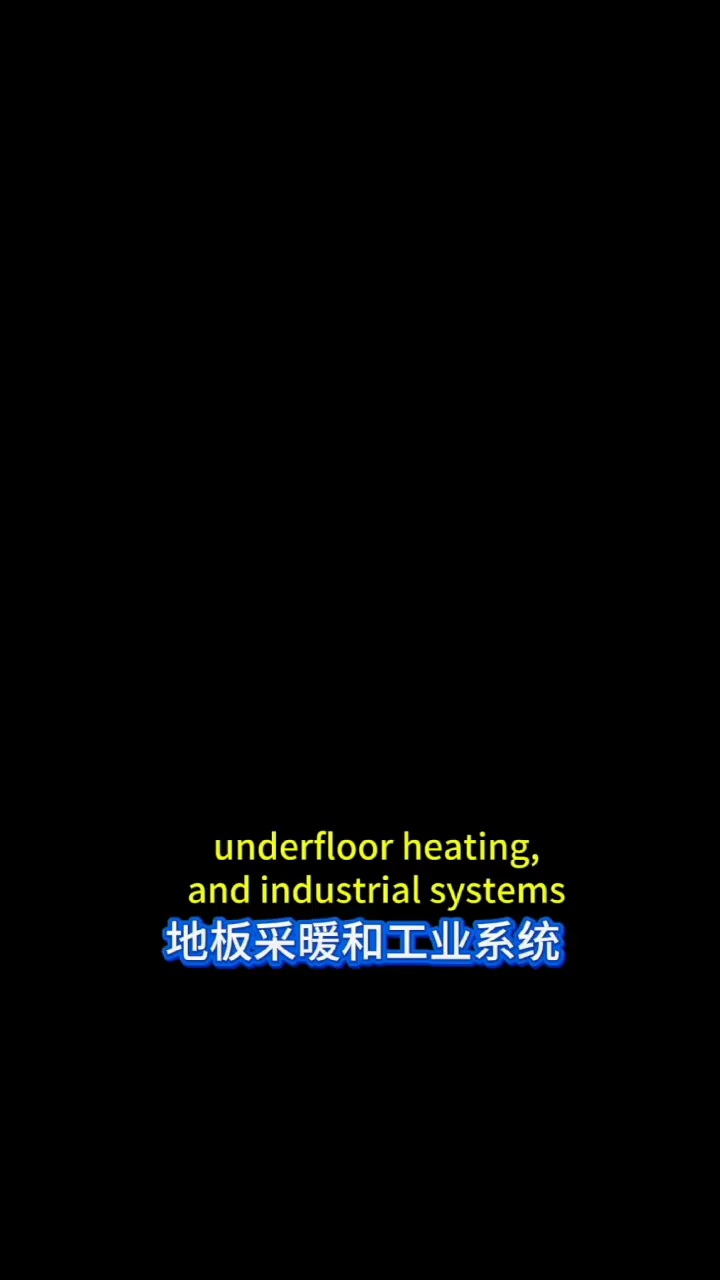 underfloor heating,
and industrial systems
地板采暖和工业系统